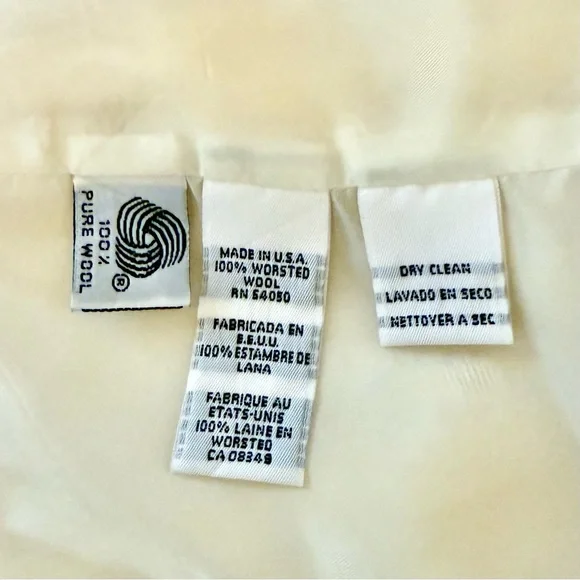 100%
PURE WOOL
®
MADE IN U.S.A.
100% WORSTED
WOOL
RN 54050
FABRICADA EN
E.E.U.U.
100% ESTAMBRE DE
LANA
FABRIQUE AU
ETATS-UNIS
100% LAINE EN
WORSTED
CA 08349
DRY CLEAN
LAVADO EN SECO
NETTOYER A SEC